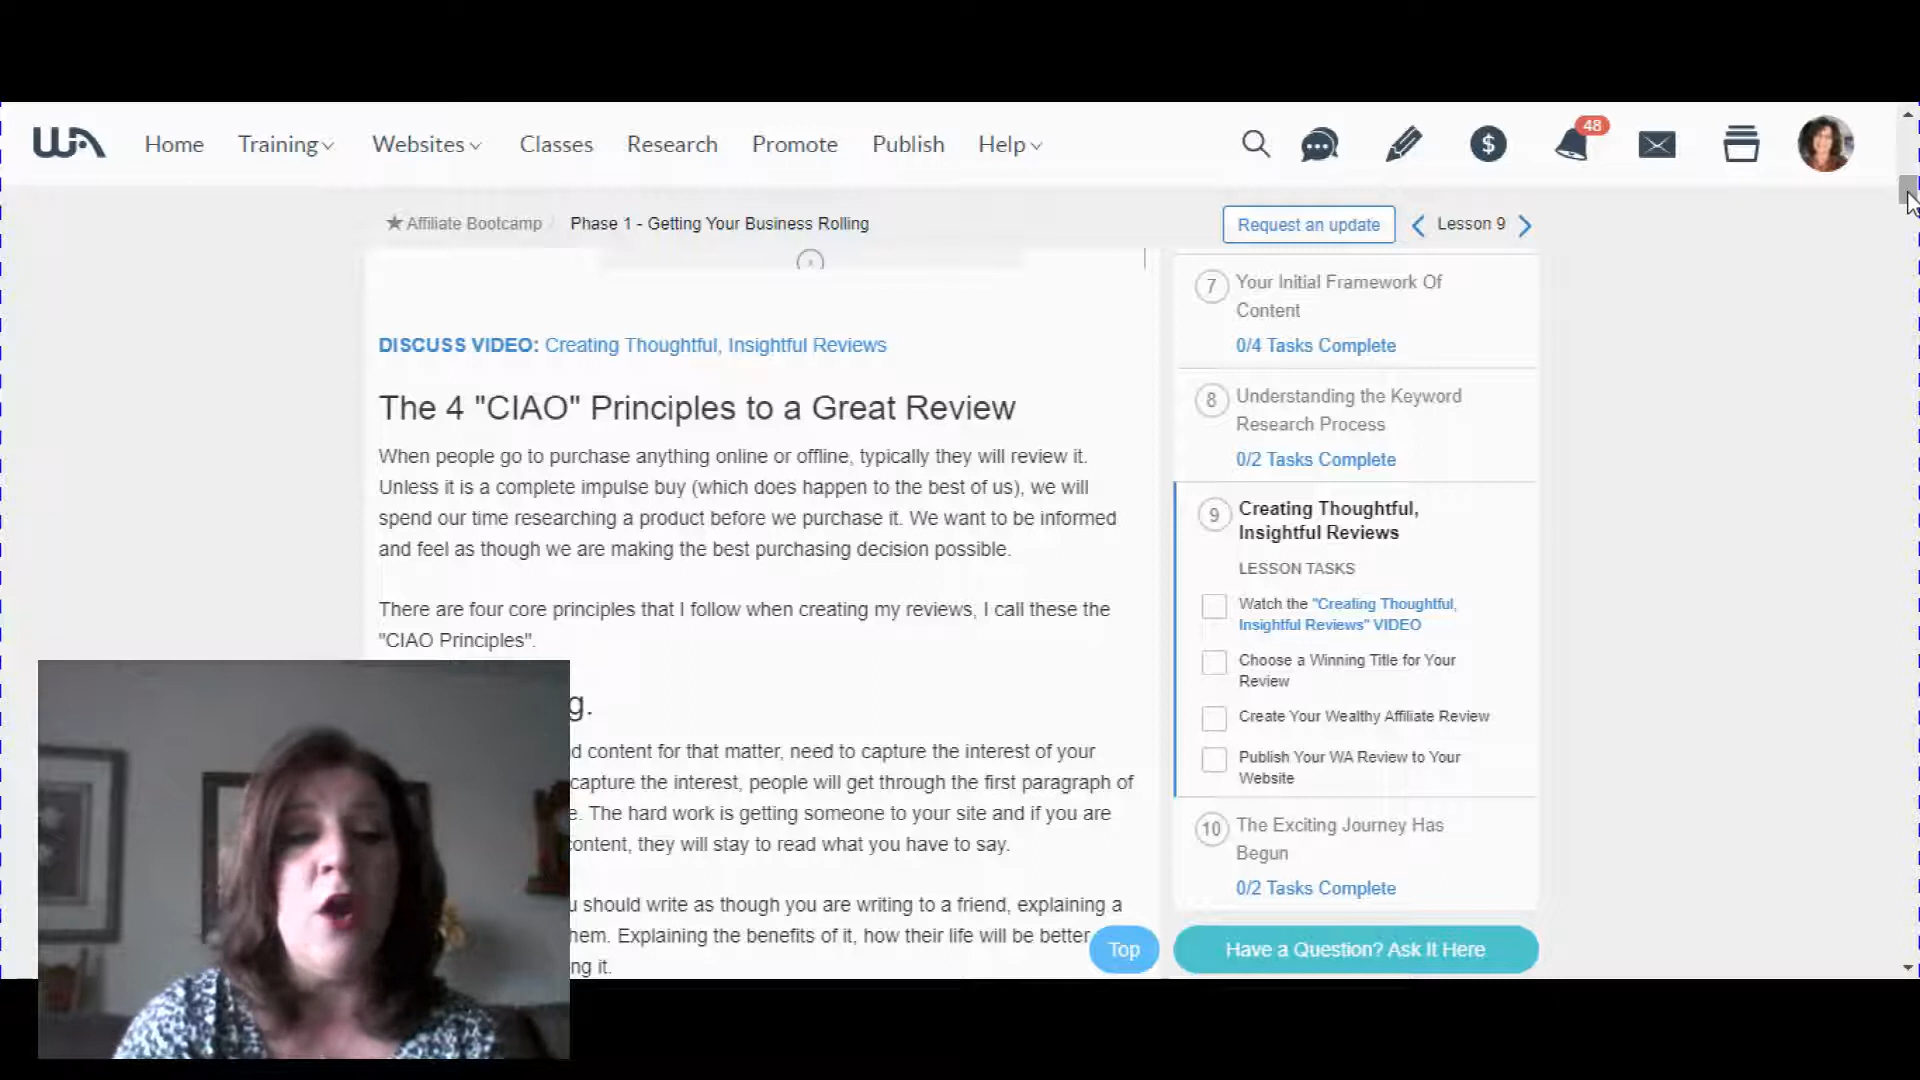 WA
Home Training Websites Classes Research Promote Publish Help
$
48
Affiliate Bootcamp / Phase 1 - Getting Your Business Rolling
Request an update
Lesson 9
DISCUSS VIDEO: Creating Thoughtful, Insightful Reviews
The 4 "CIAO" Principles to a Great Review
When people go to purchase anything online or offline, typically they will review it.
Unless it is a complete impulse buy (which does happen to the best of us), we will
spend our time researching a product before we purchase it. We want to be informed
and feel as though we are making the best purchasing decision possible.
There are four core principles that I follow when creating my reviews, I call these the
"CIAO Principles".
g.
d content for that matter, need to capture the interest of your
capture the interest, people will get through the first paragraph of
e. The hard work is getting someone to your site and if you are
content, they will stay to read what you have to say.
u should write as though you are writing to a friend, explaining a
hem. Explaining the benefits of it, how their life will be better
ng it.
Top
7
Your Initial Framework Of
Content
0/4 Tasks Complete
8
Understanding the Keyword
Research Process
0/2 Tasks Complete
9
Creating Thoughtful,
Insightful Reviews
LESSON TASKS
Watch the "Creating Thoughtful,
Insightful Reviews" VIDEO
Choose a Winning Title for Your
Review
Create Your Wealthy Affiliate Review
Publish Your WA Review to Your
Website
10
The Exciting Journey Has
Begun
0/2 Tasks Complete
Have a Question? Ask It Here